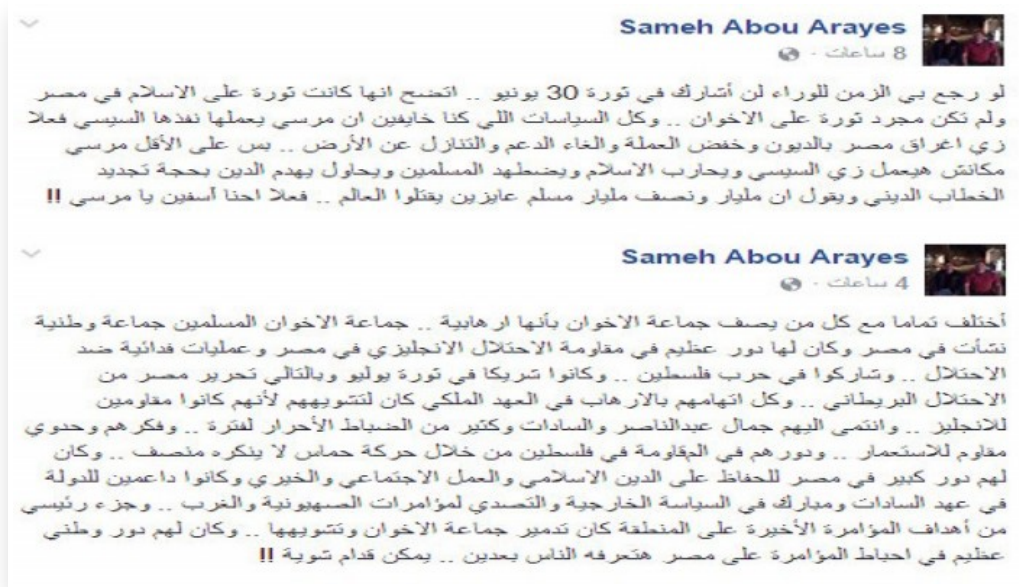 Sameh Abou Arayes
8 ساعات ·
لو رجع بي الزمن للوراء لن أشارك في ثورة 30 يونيو .. اتضح انها كانت ثورة على الاسلام في مصر
ولم تكن مجرد ثورة على الاخوان .. وكل السياسات اللي كنا خايفين ان مرسي يعملها نفذها السيسي فعلا
زي اغراق مصر بالديون وخفض العملة والغاء الدعم والتنازل عن الأرض .. بس على الأقل مرسي
مكانش هيعمل زي السيسي ويحارب الاسلام ويضطهد المسلمين ويحاول يهدم الدين بحجة تجديد
الخطاب الديني ويقول ان مليار ونصف مليار مسلم عايزين يقتلوا العالم .. فعلا احنا آسفين يا مرسي !!
Sameh Abou Arayes
4 ساعات ·
أختلف تماما مع كل من يصف جماعة الاخوان بأنها ارهابية .. جماعة الاخوان المسلمين جماعة وطنية
نشأت في مصر وكان لها دور عظيم في مقاومة الاحتلال الانجليزي في مصر وعمليات فدائية ضد
الاحتلال .. وشاركوا في حرب فلسطين .. وكانوا شريكا في ثورة يوليو وبالتالي تحرير مصر من
الاحتلال البريطاني .. وكل اتهامهم بالارهاب في العهد الملكي كان لتشويههم لأنهم كانوا مقاومين
للانجليز .. وانتمى اليهم جمال عبدالناصر والسادات وكثير من الضباط الأحرار لفترة .. وفكرهم وحدوي
مقاوم للاستعمار .. ودورهم في المقاومة في فلسطين من خلال حركة حماس لا ينكره منصف .. وكان
لهم دور كبير في مصر للحفاظ على الدين الاسلامي والعمل الاجتماعي والخيري وكانوا داعمين للدولة
في عهد السادات ومبارك في السياسة الخارجية والتصدي لمؤامرات الصهيونية والغرب .. وجزء رئيسي
من أهداف المؤامرة الأخيرة على المنطقة كان تدمير جماعة الاخوان وتشويهها .. وكان لهم دور وطني
عظيم في احباط المؤامرة على مصر هتعرفه الناس بعدين .. يمكن قدام شوية !!